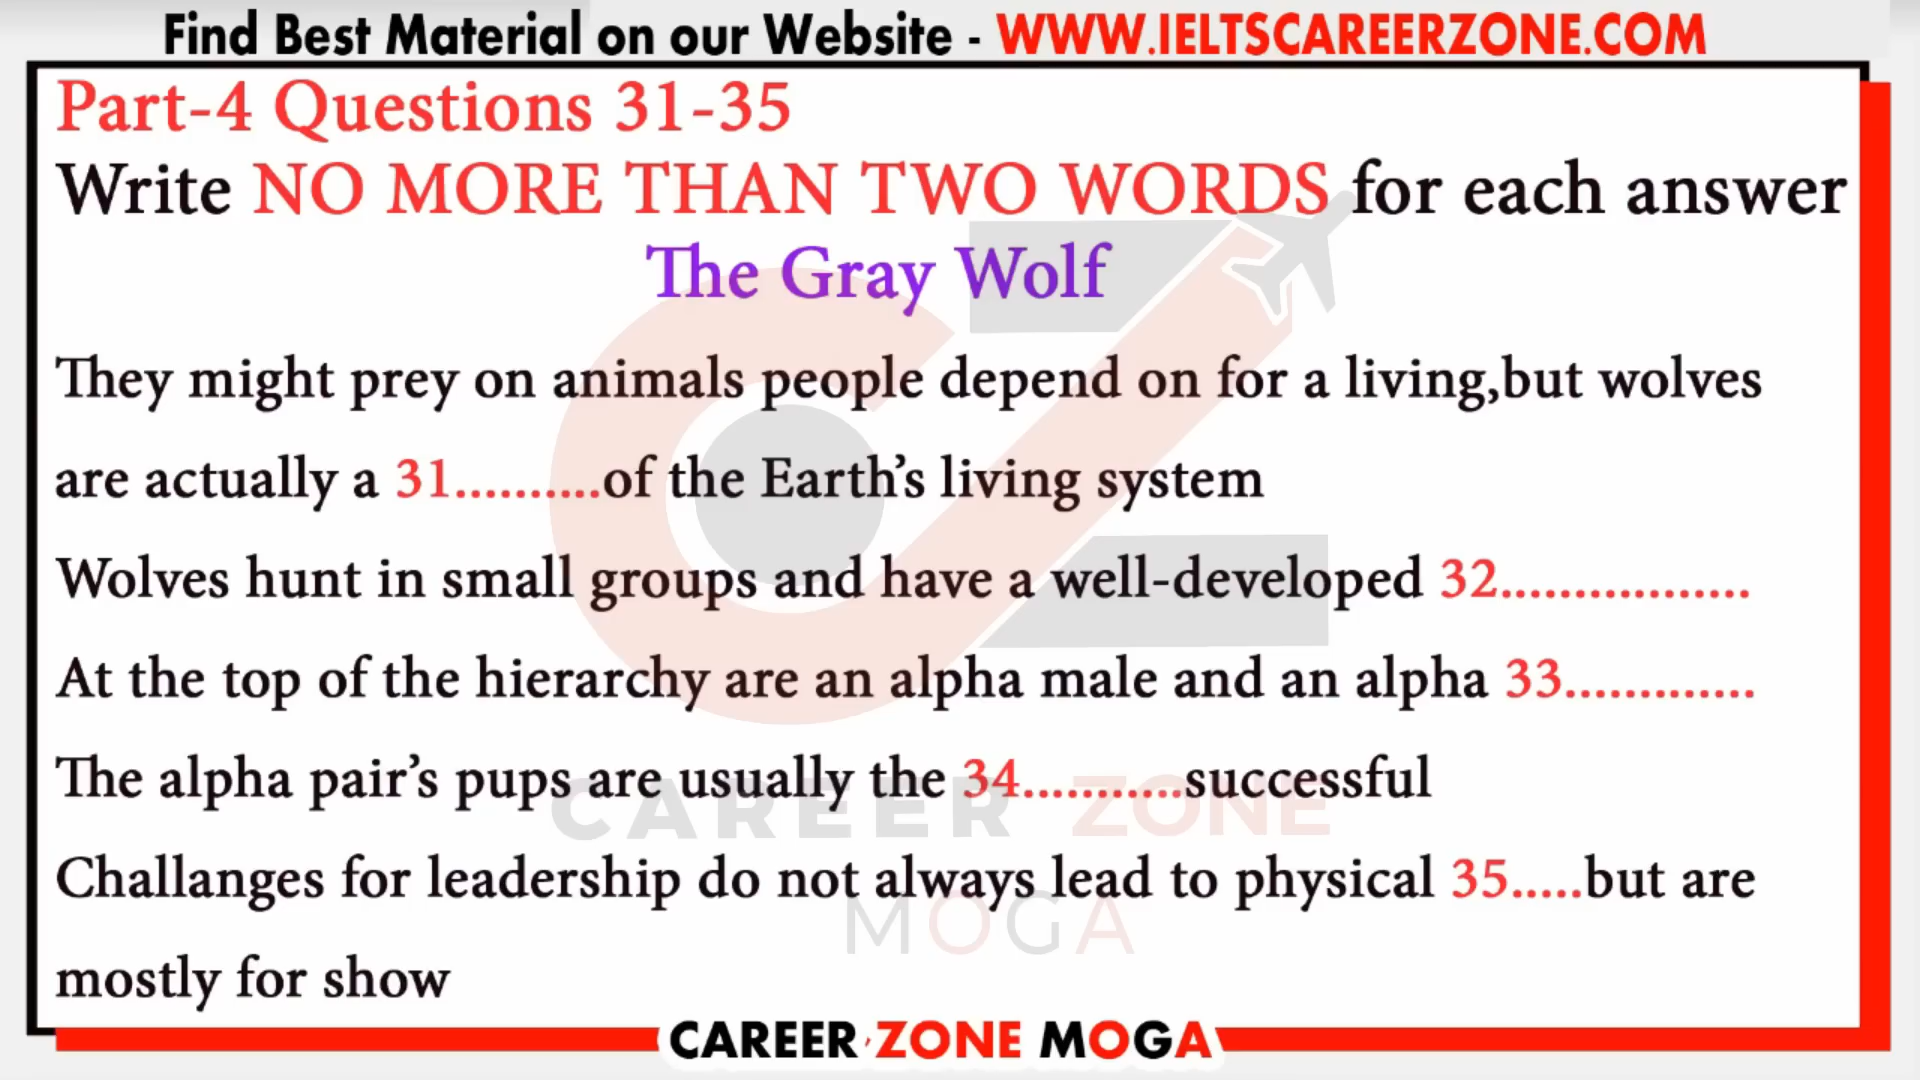 Find Best Material on our Website - WWW.IELTSCAREERZONE.COM
Part-4 Questions 31-35
Write NO MORE THAN TWO WORDS for each answer
The Gray Wolf
They might prey on animals people depend on for a living,but wolves
are actually a 31..........of the Earth's living system
Wolves hunt in small groups and have a well-developed 32.................
At the top of the hierarchy are an alpha male and an alpha 33.............
The alpha pair's pups are usually the 34...........successful
Challanges for leadership do not always lead to physical 35.....but are
mostly for show
CAREER ZONE
MOGA
CAREER ZONE MOGA